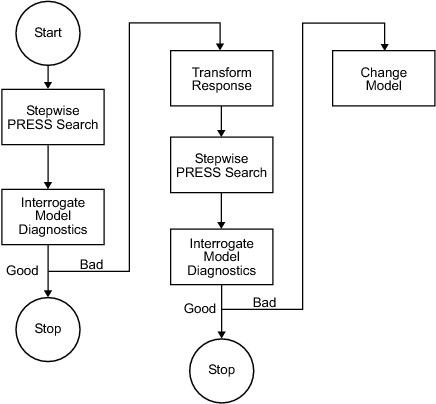 Start
Stepwise
PRESS Search
Interrogate
Model
Diagnostics
Good
Bad
Stop
Transform
Response
Stepwise
PRESS Search
Interrogate Model
Diagnostics
Good
Bad
Stop
Change
Model